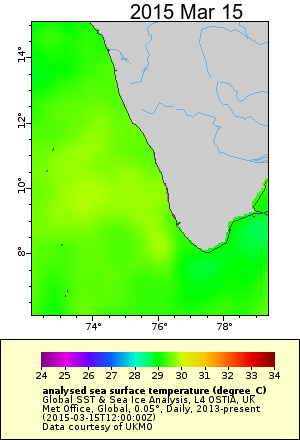 2015 Mar 15
14°
12°
10°
8°
74° 76° 78°
24 25 26 27 28 29 30 31 32 33 34
analysed sea surface temperature (degree_C)
Global SST & Sea Ice Analysis, L4 OSTIA, UK
Met Office, Global, 0.05°, Daily, 2013-present
(2015-03-15T12:00:00Z)
Data courtesy of UKMO